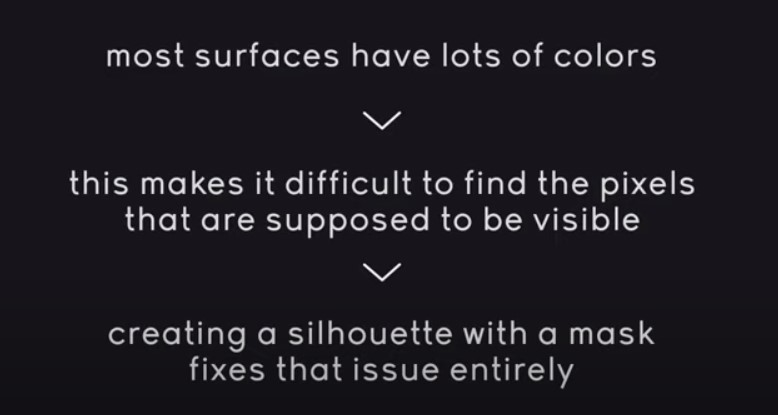 most surfaces have lots of colors
this makes it difficult to find the pixels
that are supposed to be visible
creating a silhouette with a mask
fixes that issue entirely